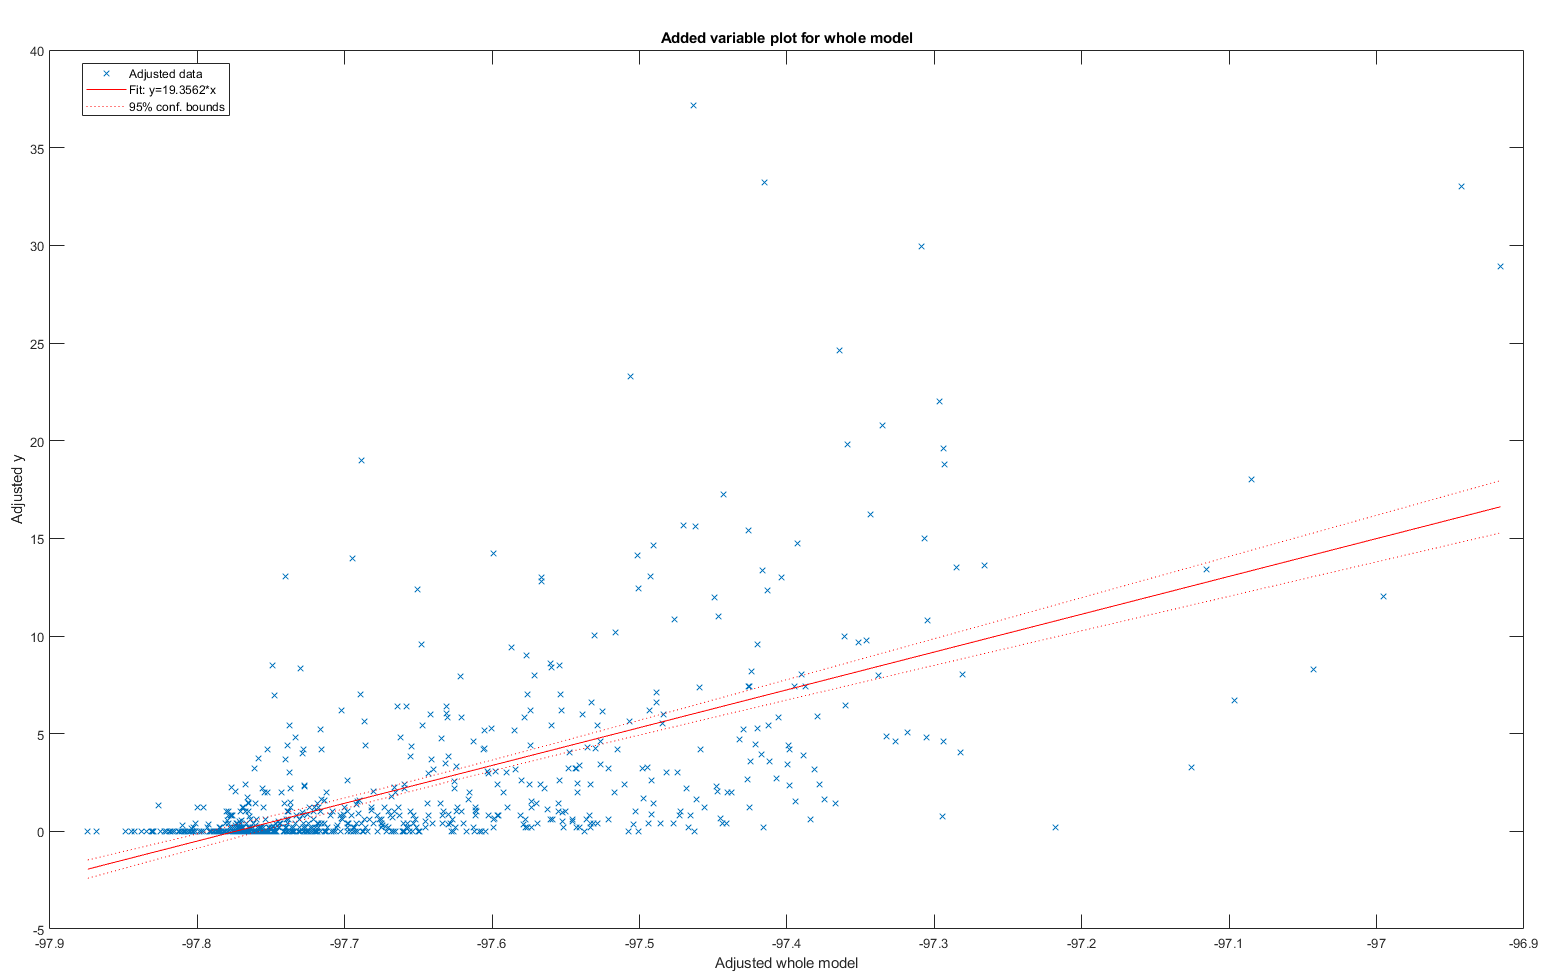 Added variable plot for whole model
Adjusted data
Fit: y=19.3562*x
95% conf. bounds
40
35
30
25
20
15
10
5
0
-5
Adjusted y
-97.9 -97.8 -97.7 -97.6 -97.5 -97.4 -97.3 -97.2 -97.1 -97 -96.9
Adjusted whole model